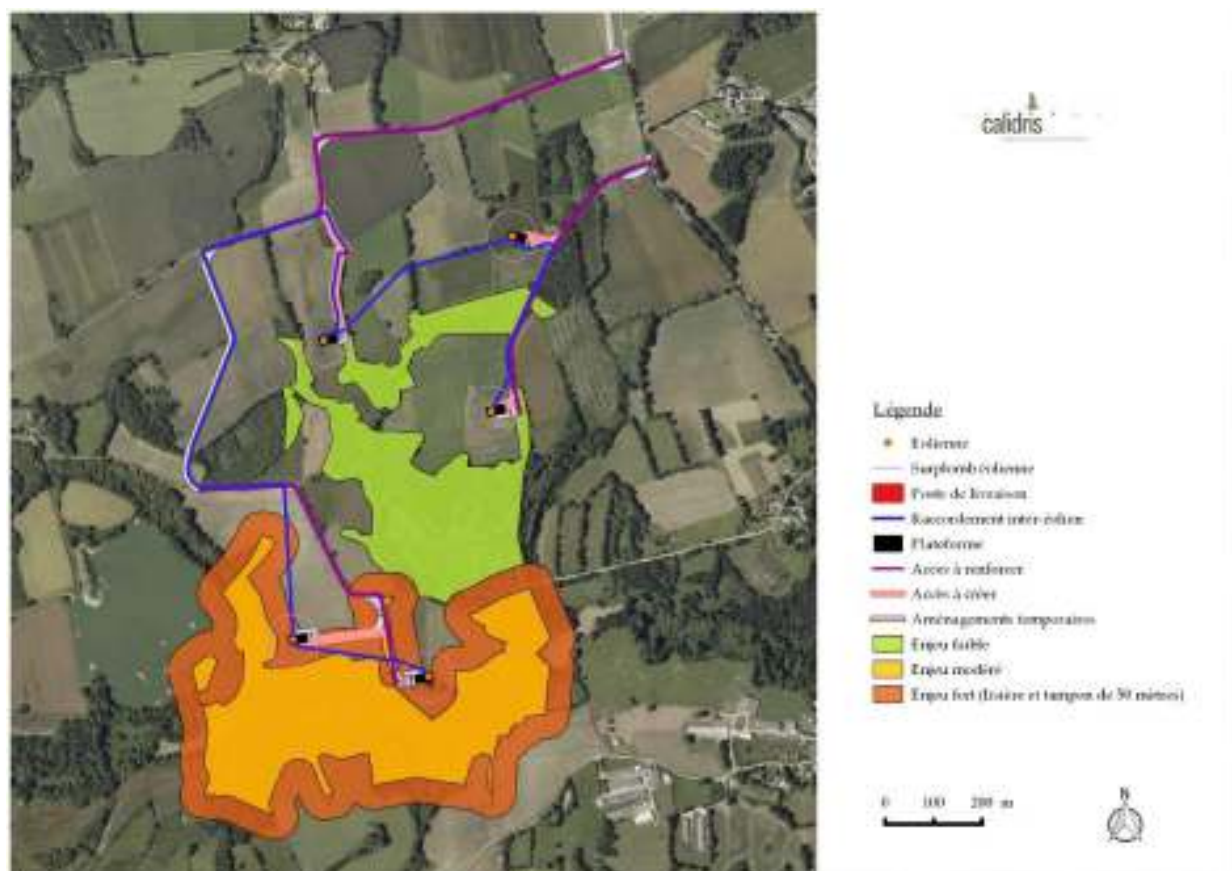 calidris
Légende
Eolienne
Surplomb éolienne
Poste de livraison
Raccordement inter-éolien
Plateforme
Accès à renforcer
Accès à créer
Aménagements temporaires
Enjeu faible
Enjeu modéré
Enjeu fort (lisière et tampon de 50 mètres)
0 100 200 m
N